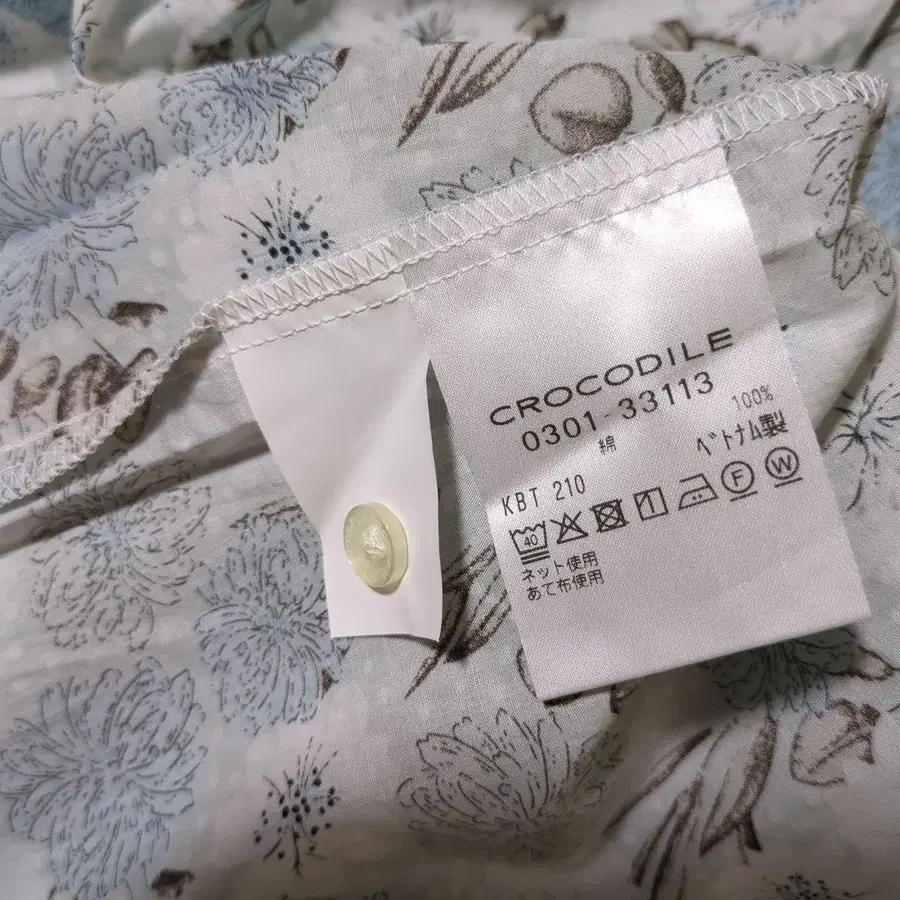 CROCODILE
0301-33113
綿 100%
ベトナム製
KBT 210
40
F W
ネット使用
あて布使用